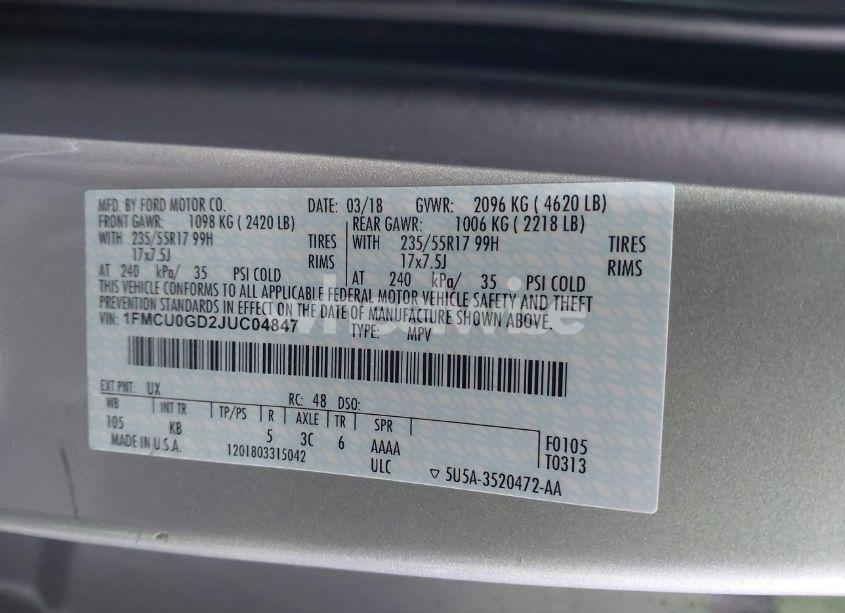 MFD. BY FORD MOTOR CO. DATE: 03/18 GVWR: 2096 KG ( 4620 LB)
FRONT GAWR: 1098 KG ( 2420 LB) REAR GAWR: 1006 KG ( 2218 LB)
WITH 235/55R17 99H TIRES WITH 235/55R17 99H TIRES
17x7.5J RIMS 17x7.5J RIMS
AT 240 kPa/ 35 PSI COLD AT 240 kPa/ 35 PSI COLD
THIS VEHICLE CONFORMS TO ALL APPLICABLE FEDERAL MOTOR VEHICLE SAFETY AND THEFT
PREVENTION STANDARDS IN EFFECT ON THE DATE OF MANUFACTURE SHOWN ABOVE.
VIN: 1FMCU0GD2JUC04847 TYPE: MPV
EXT PNT: UX RC: 48 DSO:
WB INT TR TP/PS R AXLE TR SPR
105 KB 5 3C 6 AAAA F0105
MADE IN U.S.A. 1201803315042 ULC T0313
5U5A-3520472-AA